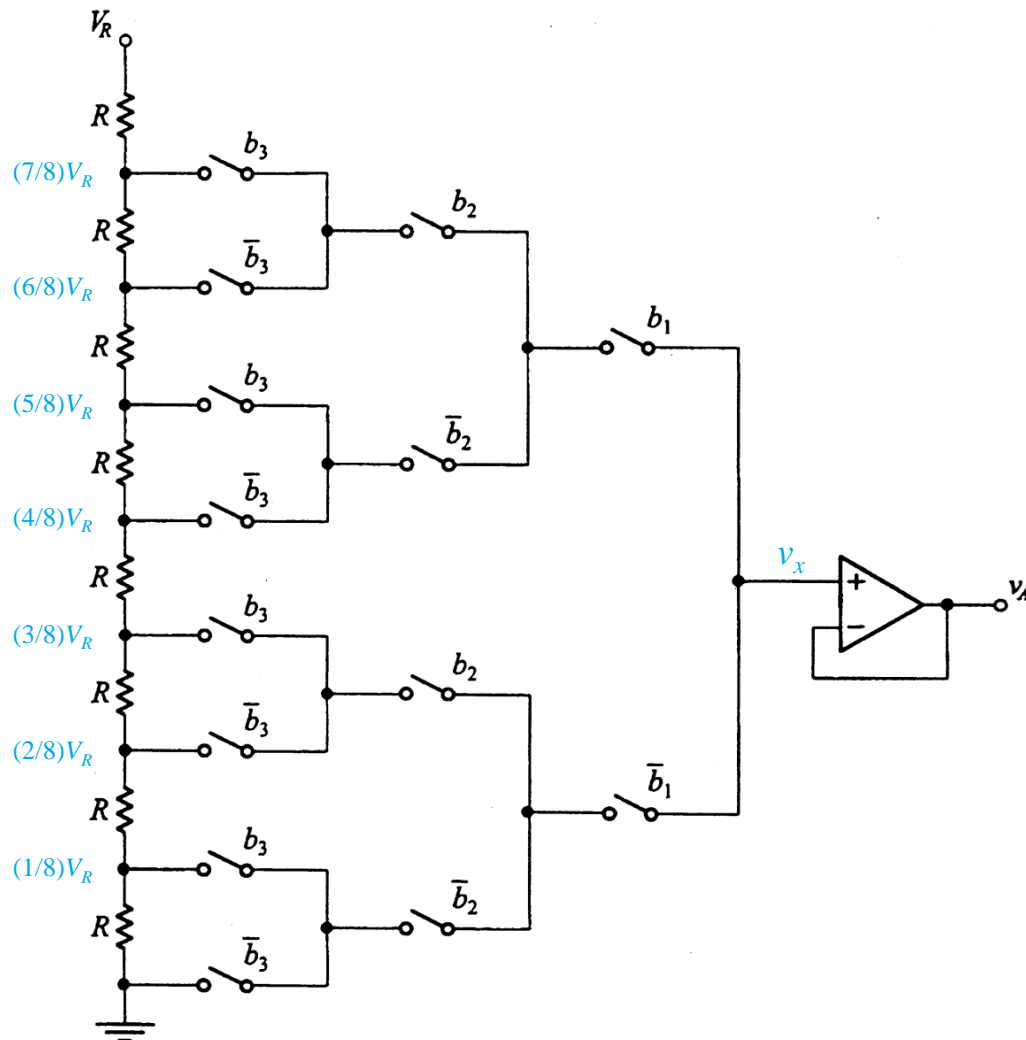 V_R
R
(7/8)V_R
b_3
R
b_2
(6/8)V_R
b̅_3
R
b_1
(5/8)V_R
b_3
R
b̅_2
(4/8)V_R
b̅_3
R
v_x
+
−
v_A
(3/8)V_R
b_3
R
b_2
(2/8)V_R
b̅_3
R
b̅_1
(1/8)V_R
b_3
R
b̅_2
b̅_3